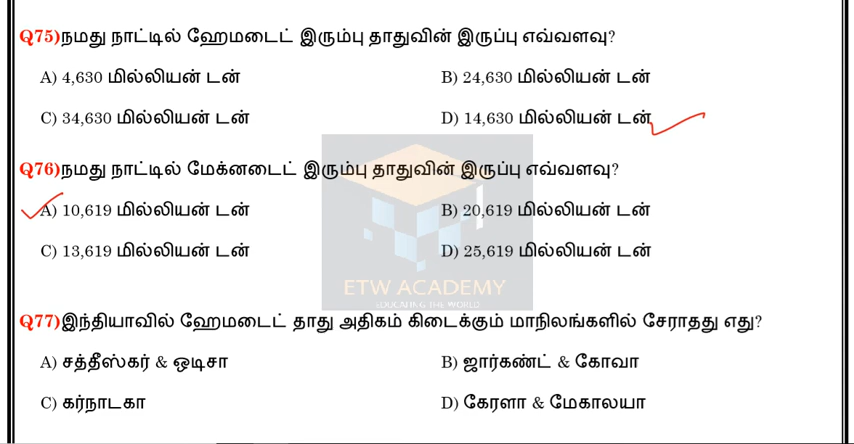 Q75)நமது நாட்டில் ஹேமடைட் இரும்பு தாதுவின் இருப்பு எவ்வளவு?
A) 4,630 மில்லியன் டன் B) 24,630 மில்லியன் டன்
C) 34,630 மில்லியன் டன் D) 14,630 மில்லியன் டன்
Q76)நமது நாட்டில் மேக்னடைட் இரும்பு தாதுவின் இருப்பு எவ்வளவு?
A) 10,619 மில்லியன் டன் B) 20,619 மில்லியன் டன்
C) 13,619 மில்லியன் டன் D) 25,619 மில்லியன் டன்
ETW ACADEMY
EDUCATING THE WORLD
Q77)இந்தியாவில் ஹேமடைட் தாது அதிகம் கிடைக்கும் மாநிலங்களில் சேராதது எது?
A) சத்தீஸ்கர் & ஒடிசா B) ஜார்கண்ட் & கோவா
C) கர்நாடகா D) கேரளா & மேகாலயா